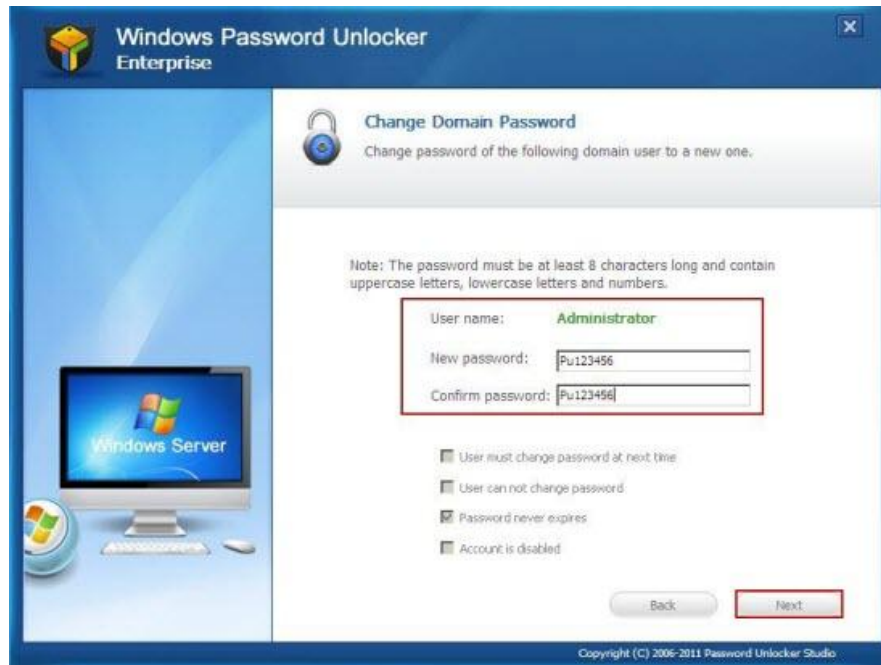 Windows Password Unlocker
Enterprise
Change Domain Password
Change password of the following domain user to a new one.
Note: The password must be at least 8 characters long and contain
uppercase letters, lowercase letters and numbers.
User name: Administrator
New password: Pu123456
Confirm password: Pu123456
Windows Server
User must change password at next time
User can not change password
Password never expires
Account is disabled
Back Next
Copyright (C) 2006-2011 Password Unlocker Studio